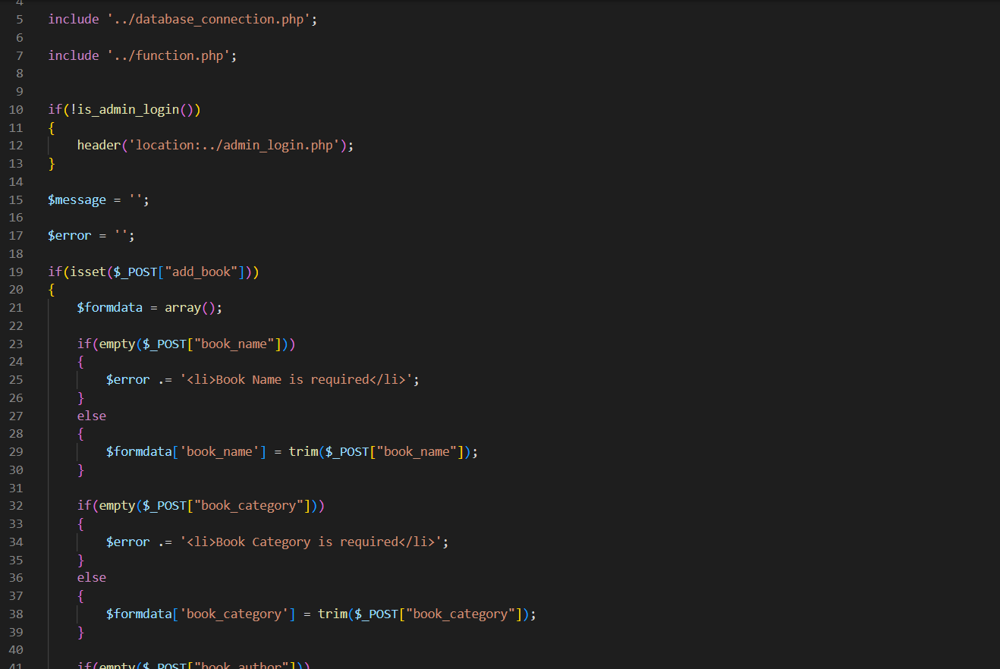 4
5 include '../database_connection.php';
6
7 include '../function.php';
8
9
10 if(!is_admin_login())
11 {
12     header('location:../admin_login.php');
13 }
14
15 $message = '';
16
17 $error = '';
18
19 if(isset($_POST["add_book"]))
20 {
21     $formdata = array();
22
23     if(empty($_POST["book_name"]))
24     {
25         $error .= '<li>Book Name is required</li>';
26     }
27     else
28     {
29         $formdata['book_name'] = trim($_POST["book_name"]);
30     }
31
32     if(empty($_POST["book_category"]))
33     {
34         $error .= '<li>Book Category is required</li>';
35     }
36     else
37     {
38         $formdata['book_category'] = trim($_POST["book_category"]);
39     }
40
41     if(empty($_POST["book_author"]))